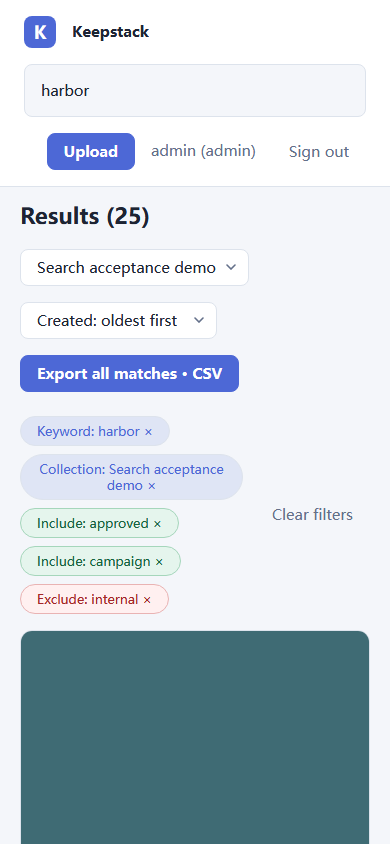 K
Keepstack
harbor
Upload
admin (admin)
Sign out
Results (25)
Search acceptance demo
Created: oldest first
Export all matches • CSV
Keyword: harbor ×
Collection: Search acceptance
demo ×
Clear filters
Include: approved ×
Include: campaign ×
Exclude: internal ×